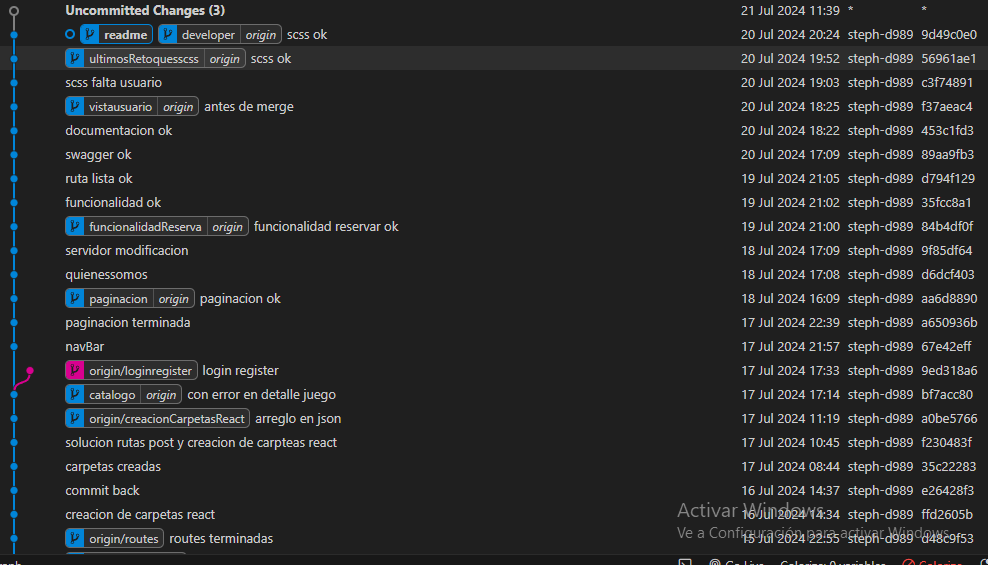 Uncommitted Changes (3) 21 Jul 2024 11:39 * *
readme developer origin scss ok 20 Jul 2024 20:24 steph-d989 9d49c0e0
ultimosRetoquesscss origin scss ok 20 Jul 2024 19:52 steph-d989 56961ae1
scss falta usuario 20 Jul 2024 19:03 steph-d989 c3f74891
vistausuario origin antes de merge 20 Jul 2024 18:25 steph-d989 f37aeac4
documentacion ok 20 Jul 2024 18:22 steph-d989 453c1fd3
swagger ok 20 Jul 2024 17:09 steph-d989 89aa9fb3
ruta lista ok 19 Jul 2024 21:05 steph-d989 d794f129
funcionalidad ok 19 Jul 2024 21:02 steph-d989 35fcc8a1
funcionalidadReserva origin funcionalidad reservar ok 19 Jul 2024 21:00 steph-d989 84b4df0f
servidor modificacion 18 Jul 2024 17:09 steph-d989 9f85df64
quienessomos 18 Jul 2024 17:08 steph-d989 d6dcf403
paginacion origin paginacion ok 18 Jul 2024 16:09 steph-d989 aa6d8890
paginacion terminada 17 Jul 2024 22:39 steph-d989 a650936b
navBar 17 Jul 2024 21:57 steph-d989 67e42eff
origin/loginregister login register 17 Jul 2024 17:33 steph-d989 9ed318a6
catalogo origin con error en detalle juego 17 Jul 2024 17:14 steph-d989 bf7acc80
origin/creacionCarpetasReact arreglo en json 17 Jul 2024 11:19 steph-d989 a0be5766
solucion rutas post y creacion de carpteas react 17 Jul 2024 10:45 steph-d989 f230483f
carpetas creadas 17 Jul 2024 08:44 steph-d989 35c22283
commit back 16 Jul 2024 14:37 steph-d989 e26428f3
creacion de carpetas react 16 Jul 2024 14:34 steph-d989 ffd2605b
origin/routes routes terminadas 15 Jul 2024 22:55 steph-d989 d48c9f53
Activar Windows
Ve a Configuración para activar Windows.